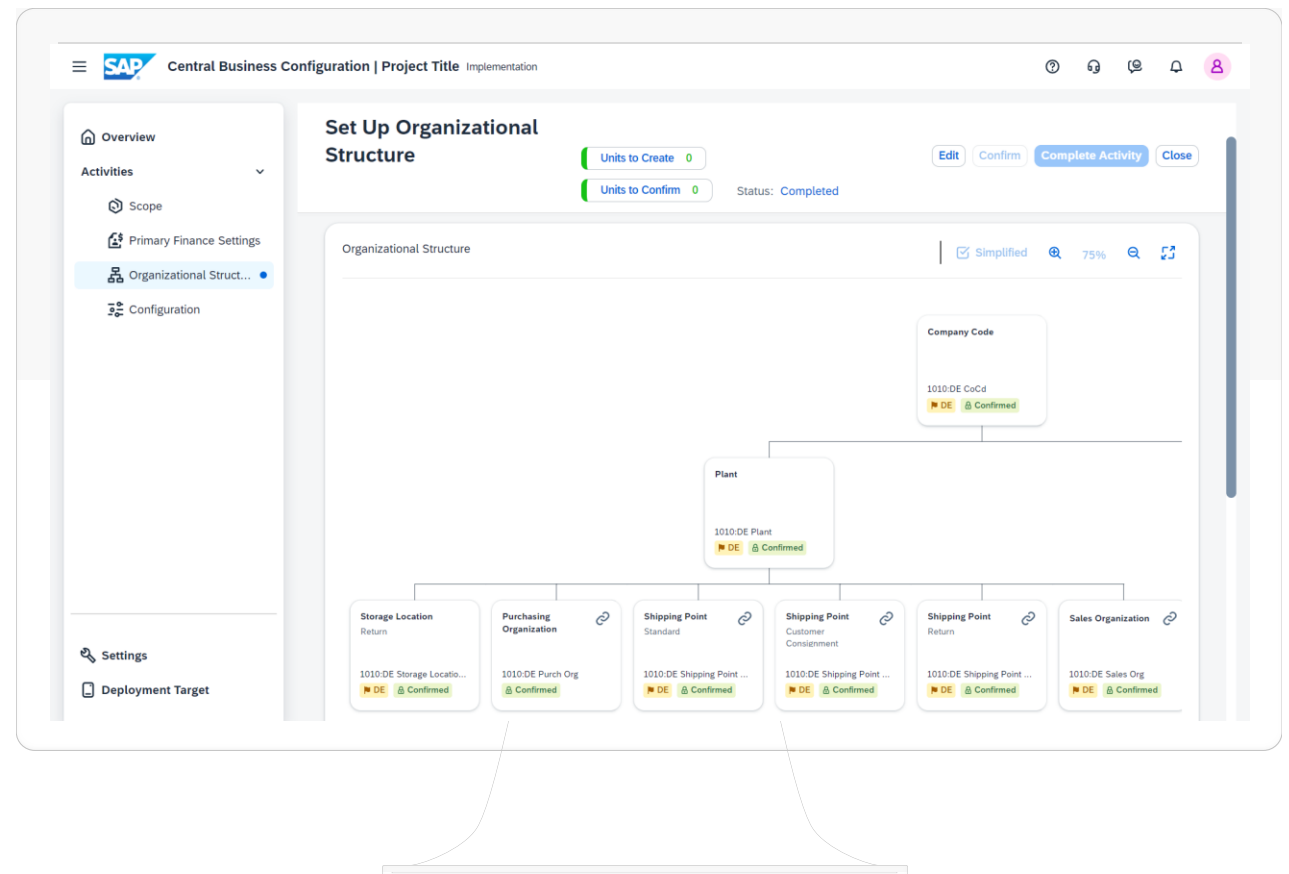 SAP
Central Business Configuration | Project Title Implementation
Overview
Activities
Scope
Primary Finance Settings
Organizational Struct...
Configuration
Settings
Deployment Target
Set Up Organizational
Structure
Units to Create 0
Units to Confirm 0
Status: Completed
Edit
Confirm
Complete Activity
Close
Organizational Structure
Simplified
75%
Company Code
1010:DE CoCd
DE Confirmed
Plant
1010:DE Plant
DE Confirmed
Storage Location
Return
1010:DE Storage Locatio...
DE Confirmed
Purchasing
Organization
1010:DE Purch Org
Confirmed
Shipping Point
Standard
1010:DE Shipping Point ...
DE Confirmed
Shipping Point
Customer
Consignment
1010:DE Shipping Point ...
DE Confirmed
Shipping Point
Return
1010:DE Shipping Point ...
DE Confirmed
Sales Organization
1010:DE Sales Org
DE Confirmed